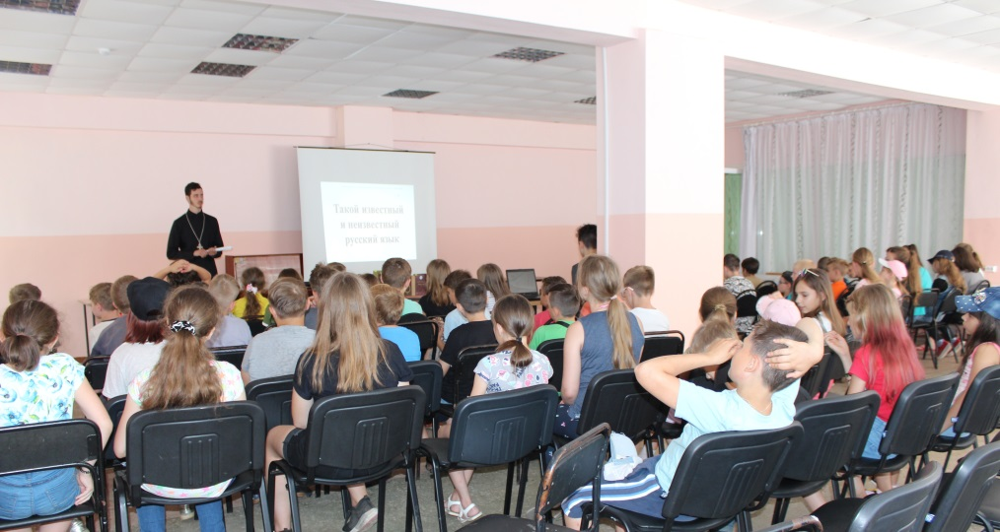 Такой известный
и неизвестный
русский язык